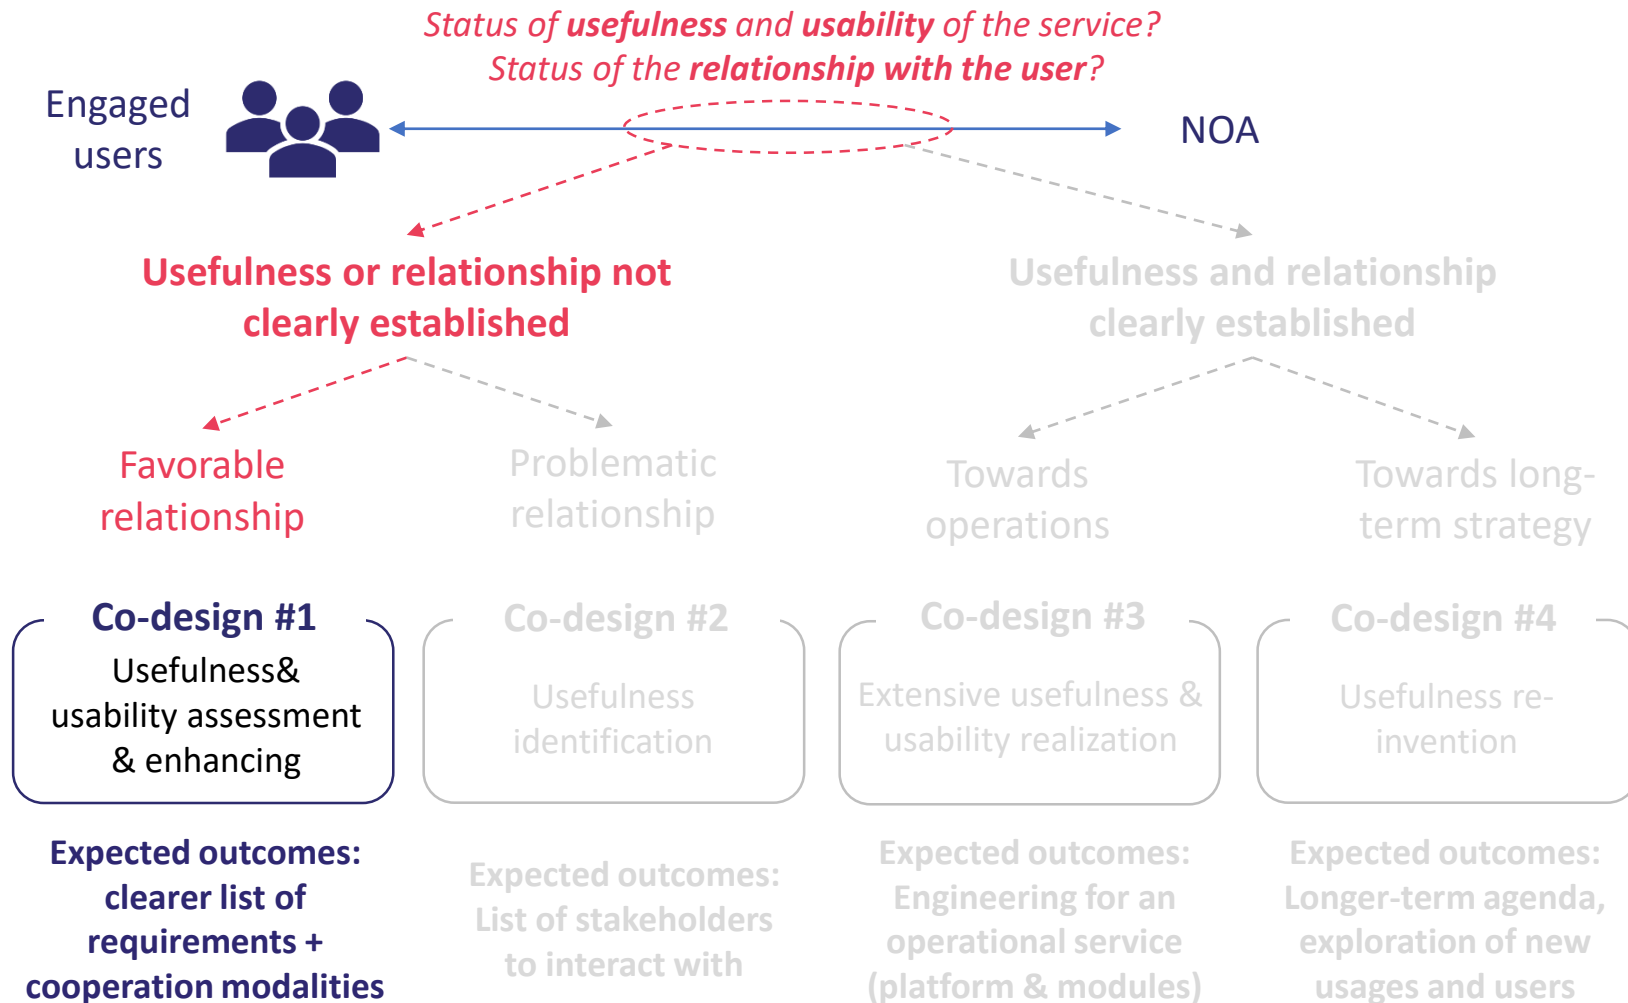 Status of usefulness and usability of the service?
Status of the relationship with the user?
Engaged
users
NOA
Usefulness or relationship not
clearly established
Usefulness and relationship
clearly established
Favorable
relationship
Problematic
relationship
Towards
operations
Towards long-
term strategy
Co-design #1
Usefulness&
usability assessment
& enhancing
Co-design #2
Usefulness
identification
Co-design #3
Extensive usefulness &
usability realization
Co-design #4
Usefulness re-
invention
Expected outcomes:
clearer list of
requirements +
cooperation modalities
Expected outcomes:
List of stakeholders
to interact with
Expected outcomes:
Engineering for an
operational service
(platform & modules)
Expected outcomes:
Longer-term agenda,
exploration of new
usages and users